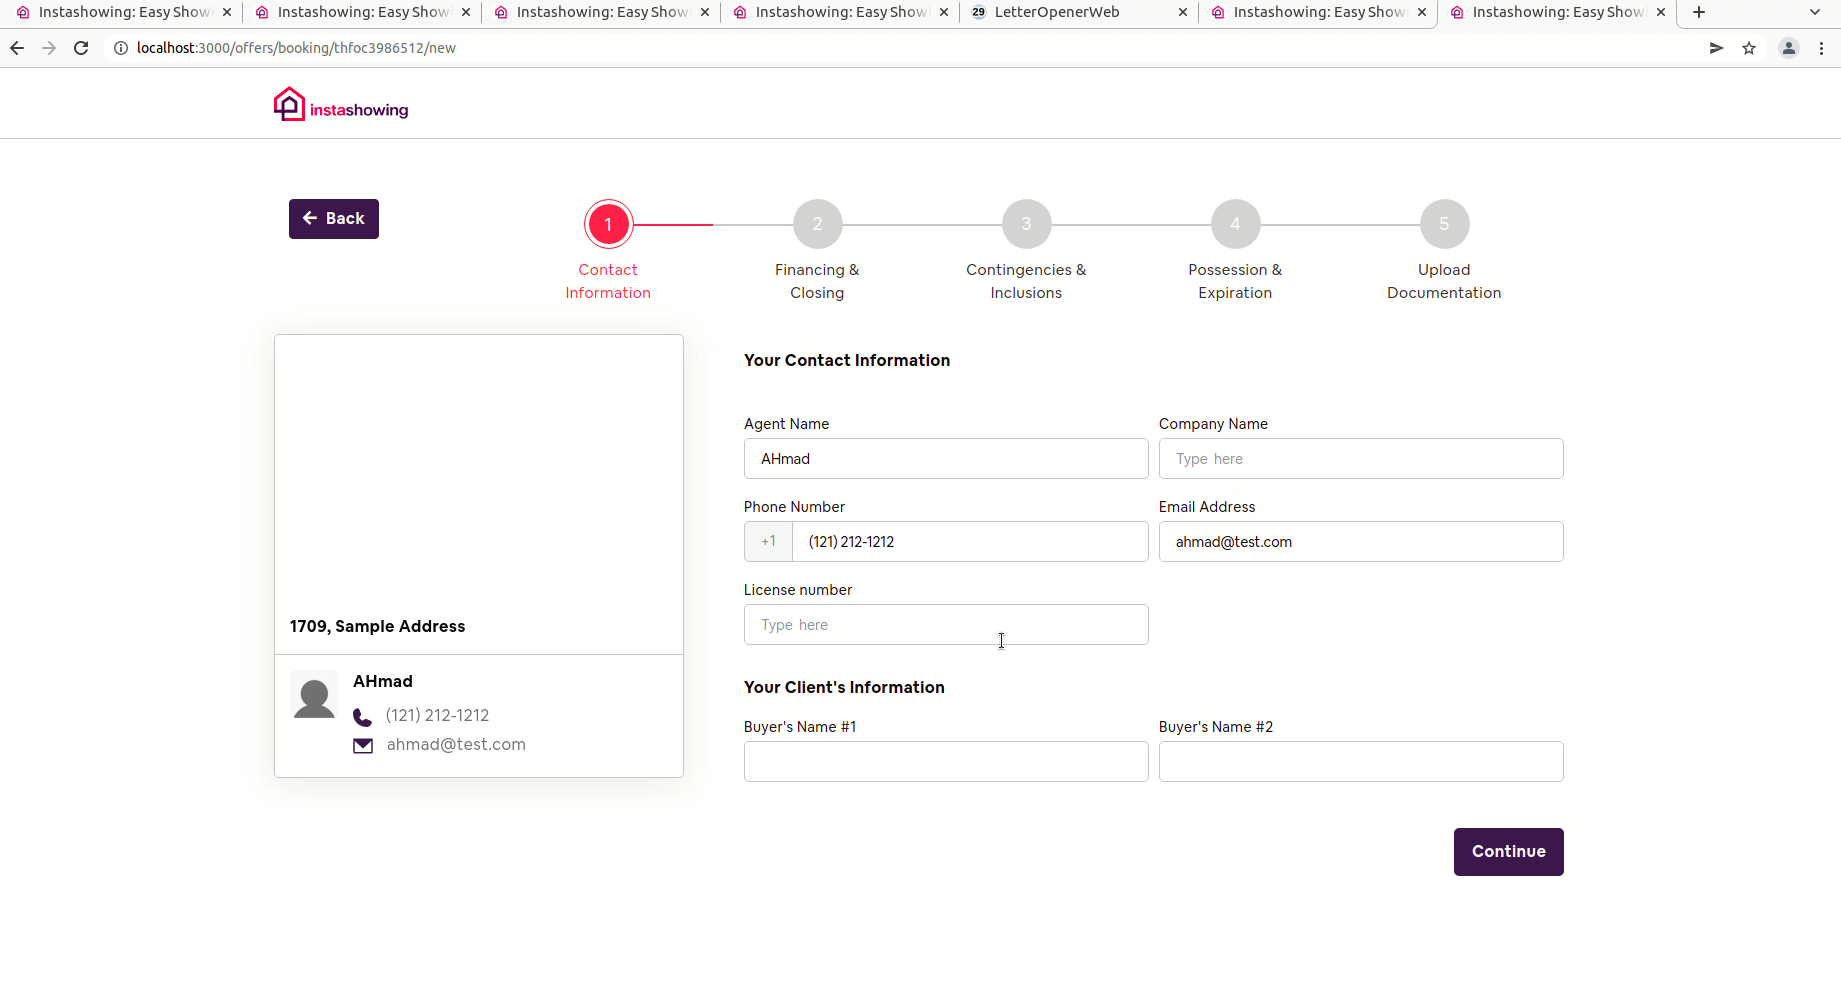 Instashowing: Easy Show
Instashowing: Easy Show
Instashowing: Easy Show
Instashowing: Easy Show
29 LetterOpenerWeb
Instashowing: Easy Show
Instashowing: Easy Show
localhost:3000/offers/booking/thfoc3986512/new
instashowing
Back
1
2
3
4
5
Contact
Information
Financing &
Closing
Contingencies &
Inclusions
Possession &
Expiration
Upload
Documentation
1709, Sample Address
AHmad
(121) 212-1212
ahmad@test.com
Your Contact Information
Agent Name
Company Name
AHmad
Type here
Phone Number
Email Address
+1 (121) 212-1212
ahmad@test.com
License number
Type here
Your Client's Information
Buyer's Name #1
Buyer's Name #2
Continue